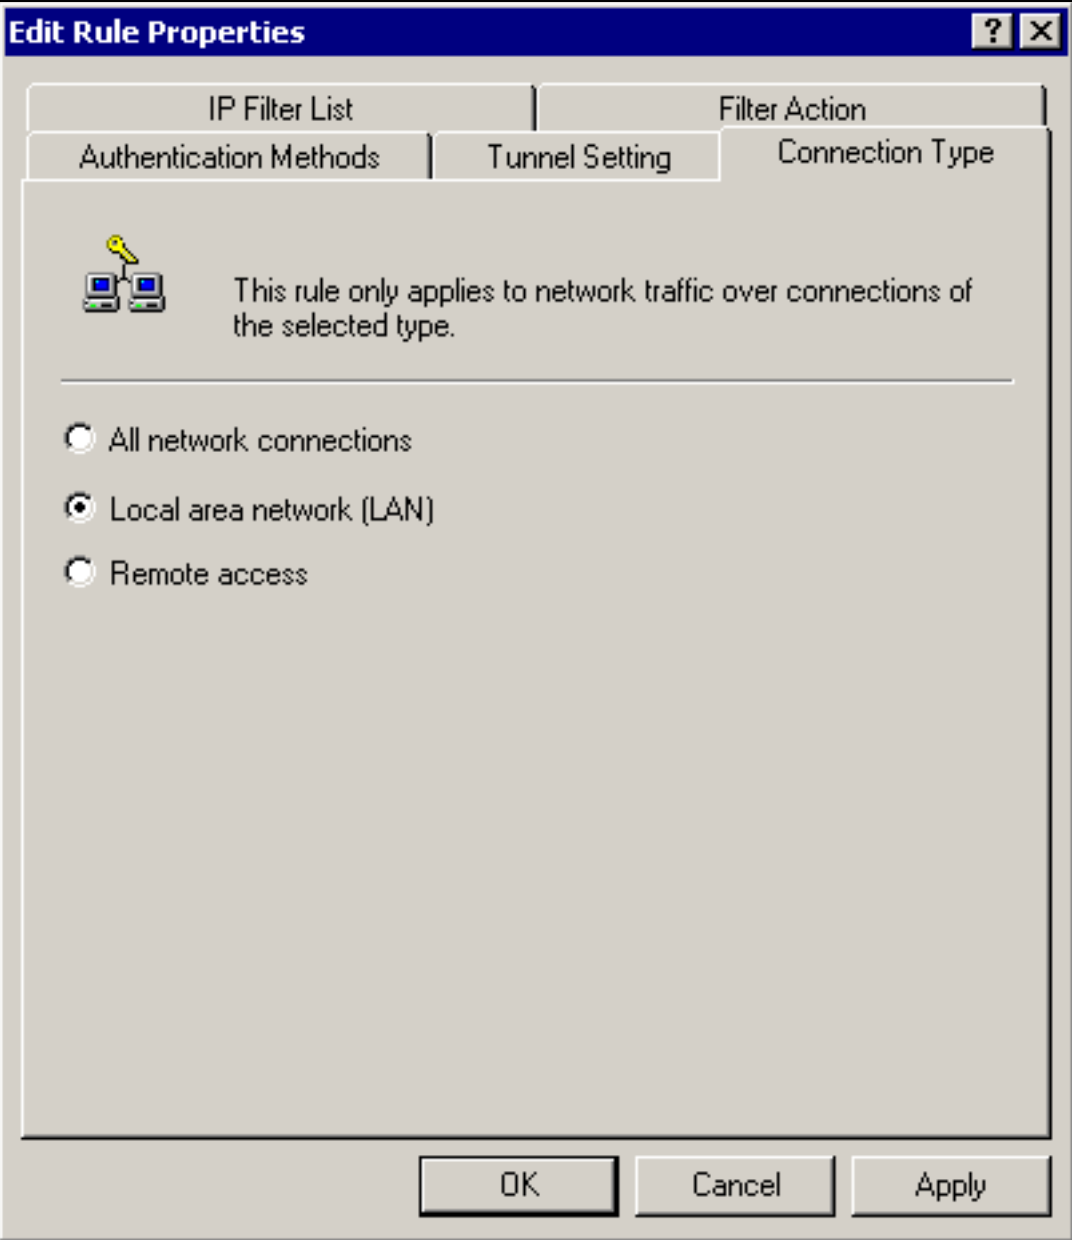 Edit Rule Properties
?
IP Filter List
Filter Action
Authentication Methods
Tunnel Setting
Connection Type
This rule only applies to network traffic over connections of
the selected type.
All network connections
Local area network (LAN)
Remote access
OK
Cancel
Apply